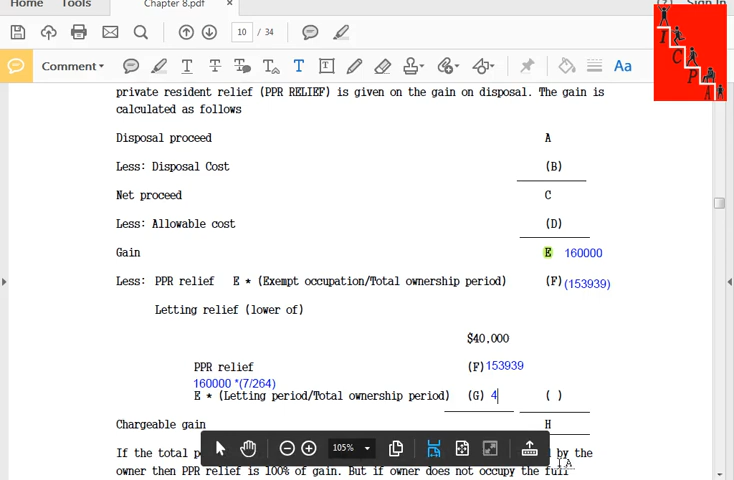 Home Tools Chapter 8.pdf × Sign In
10 / 34
Comment Aa
I C P A
private resident relief (PPR RELIEF) is given on the gain on disposal. The gain is
calculated as follows
Disposal proceed A
Less: Disposal Cost (B)
Net proceed C
Less: Allowable cost (D)
Gain E 160000
Less: PPR relief E * (Exempt occupation/Total ownership period) (F) (153939)
Letting relief (lower of)
$40,000
PPR relief (F) 153939
160000 *(7/264)
E * (Letting period/Total ownership period) (G) 4 ( )
Chargeable gain H
If the total p by the
105%
owner then PPR relief is 100% of gain. But if owner does not occupy the full